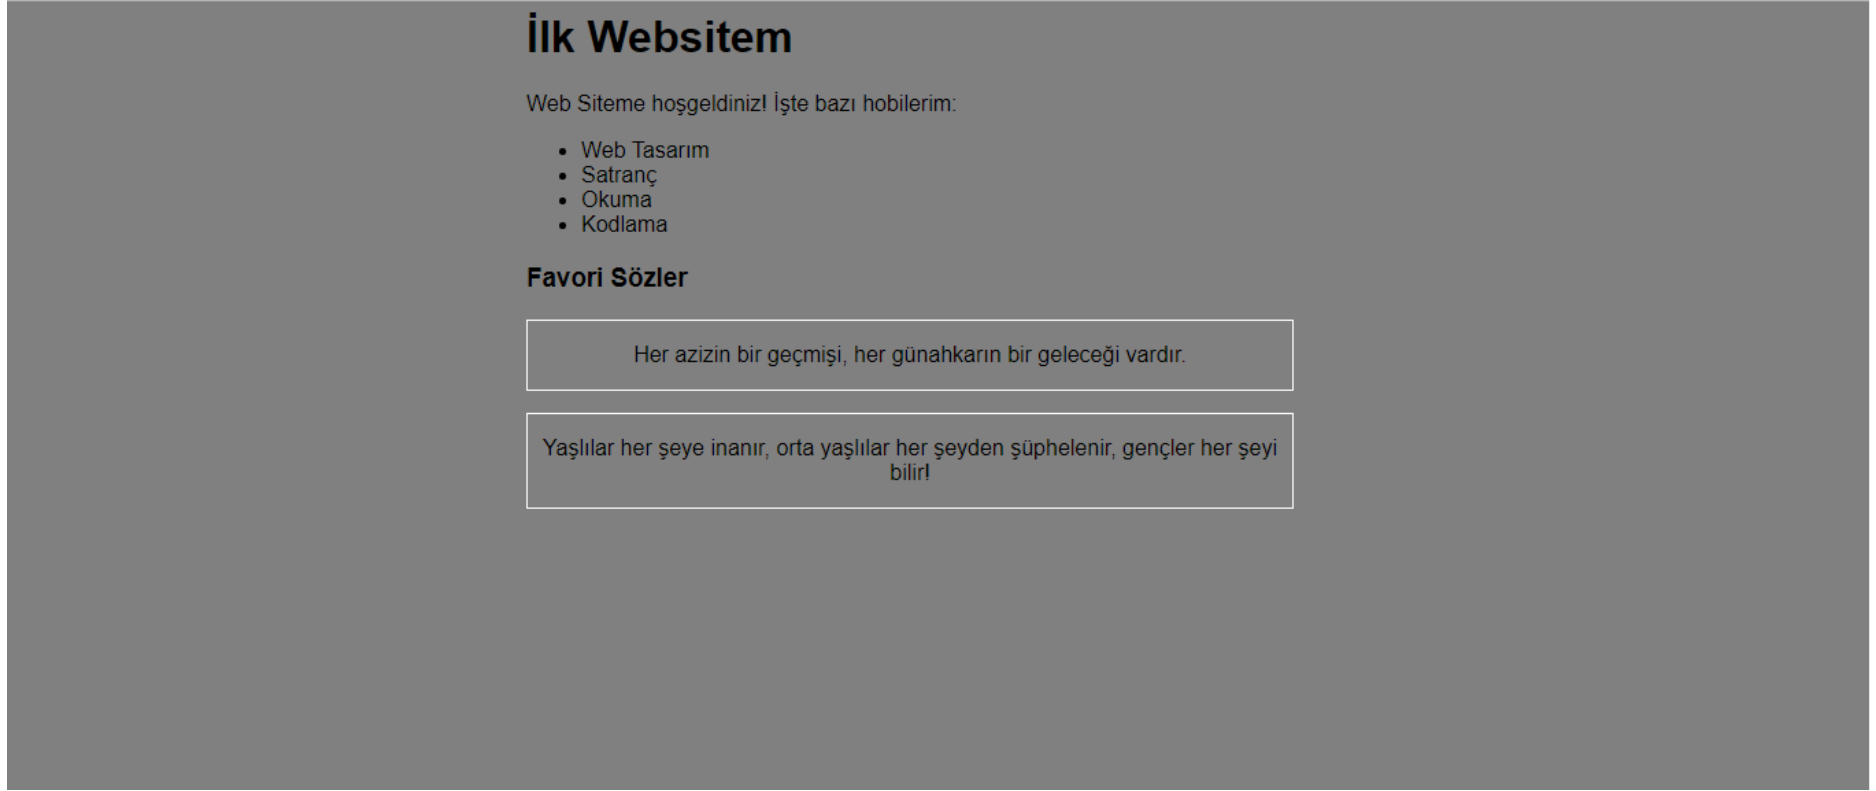 İlk Websitem
Web Siteme hoşgeldiniz! İşte bazı hobilerim:
Web Tasarım
Satranç
Okuma
Kodlama
Favori Sözler
Her azizin bir geçmişi, her günahkarın bir geleceği vardır.
Yaşlılar her şeye inanır, orta yaşlılar her şeyden şüphelenir, gençler her şeyi
bilir!